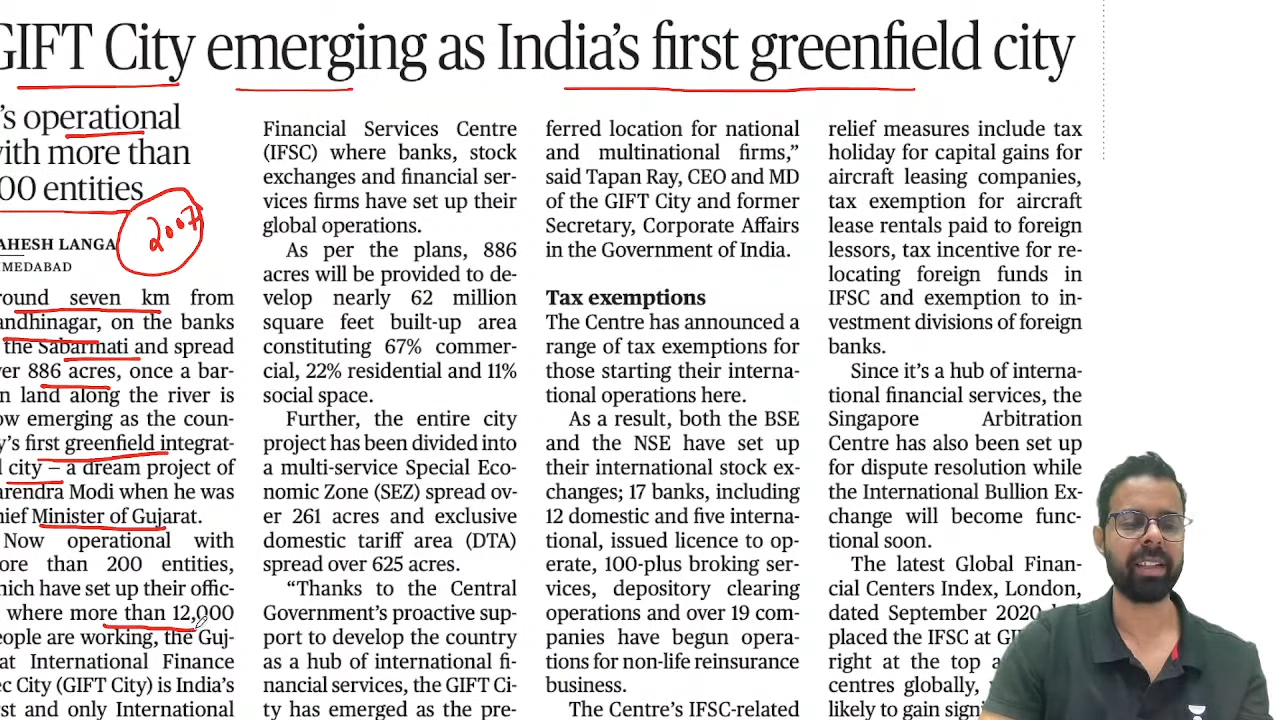 GIFT City emerging as India's first greenfield city
's operational
with more than
00 entities
2007
AHESH LANGA
HMEDABAD
round seven km from
andhinagar, on the banks
the Sabarmati and spread
ver 886 acres, once a bar-
n land along the river is
ow emerging as the coun-
y's first greenfield integrat-
d city – a dream project of
arendra Modi when he was
hief Minister of Gujarat.
Now operational with
ore than 200 entities,
hich have set up their offic-
where more than 12,000
eople are working, the Guj-
at International Finance
ec City (GIFT City) is India's
rst and only International
Financial Services Centre
(IFSC) where banks, stock
exchanges and financial ser-
vices firms have set up their
global operations.
As per the plans, 886
acres will be provided to de-
velop nearly 62 million
square feet built-up area
constituting 67% commer-
cial, 22% residential and 11%
social space.
Further, the entire city
project has been divided into
a multi-service Special Eco-
nomic Zone (SEZ) spread ov-
er 261 acres and exclusive
domestic tariff area (DTA)
spread over 625 acres.
“Thanks to the Central
Government's proactive sup-
port to develop the country
as a hub of international fi-
nancial services, the GIFT Ci-
ty has emerged as the pre-
ferred location for national
and multinational firms,”
said Tapan Ray, CEO and MD
of the GIFT City and former
Secretary, Corporate Affairs
in the Government of India.
Tax exemptions
The Centre has announced a
range of tax exemptions for
those starting their interna-
tional operations here.
As a result, both the BSE
and the NSE have set up
their international stock ex-
changes; 17 banks, including
12 domestic and five interna-
tional, issued licence to op-
erate, 100-plus broking ser-
vices, depository clearing
operations and over 19 com-
panies have begun opera-
tions for non-life reinsurance
business.
The Centre's IFSC-related
relief measures include tax
holiday for capital gains for
aircraft leasing companies,
tax exemption for aircraft
lease rentals paid to foreign
lessors, tax incentive for re-
locating foreign funds in
IFSC and exemption to in-
vestment divisions of foreign
banks.
Since it's a hub of interna-
tional financial services, the
Singapore Arbitration
Centre has also been set up
for dispute resolution while
the International Bullion Ex-
change will become func-
tional soon.
The latest Global Finan-
cial Centers Index, London,
dated September 2020
placed the IFSC at
right at the top
centres globally,
likely to gain